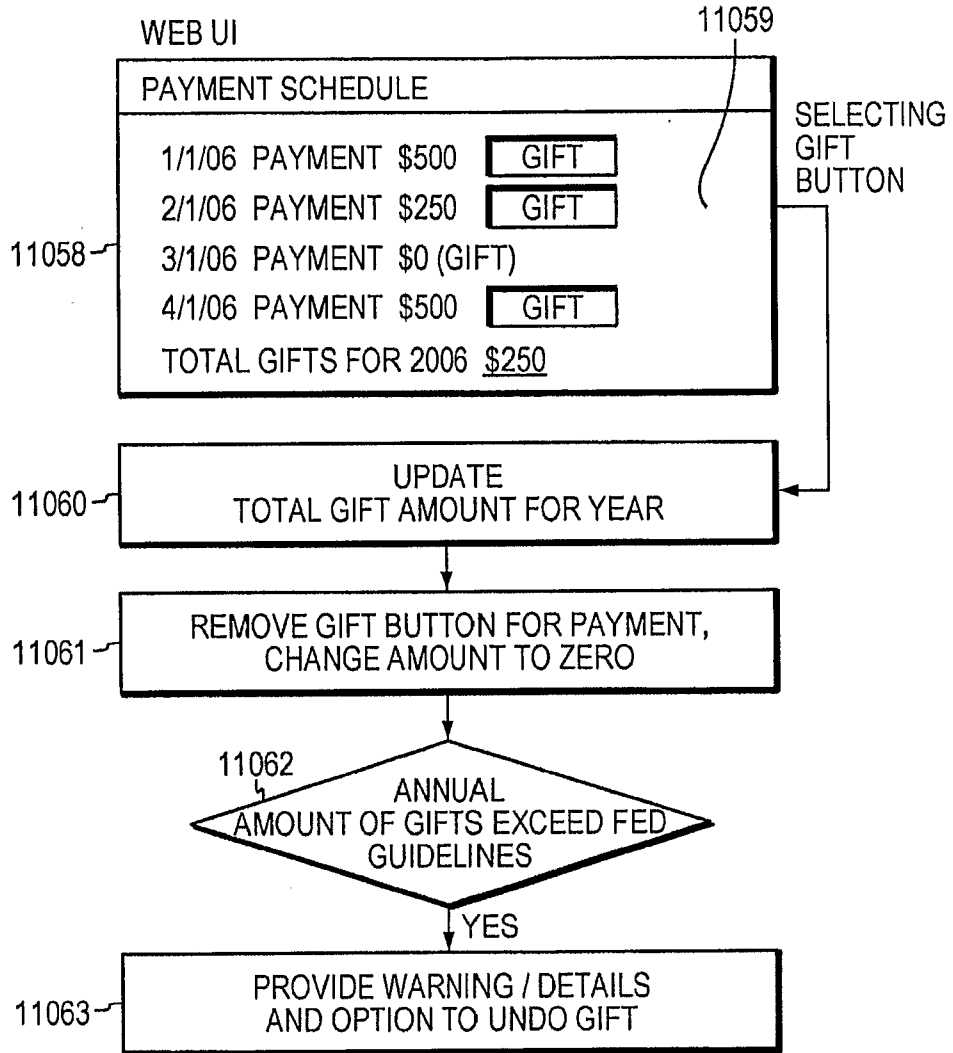 11059
WEB UI
PAYMENT SCHEDULE
SELECTING
GIFT
BUTTON
1/1/06 PAYMENT $500 GIFT
2/1/06 PAYMENT $250 GIFT
11058
3/1/06 PAYMENT $0 (GIFT)
4/1/06 PAYMENT $500 GIFT
TOTAL GIFTS FOR 2006 $250
11060
UPDATE
TOTAL GIFT AMOUNT FOR YEAR
11061
REMOVE GIFT BUTTON FOR PAYMENT,
CHANGE AMOUNT TO ZERO
11062
ANNUAL
AMOUNT OF GIFTS EXCEED FED
GUIDELINES
YES
11063
PROVIDE WARNING / DETAILS
AND OPTION TO UNDO GIFT